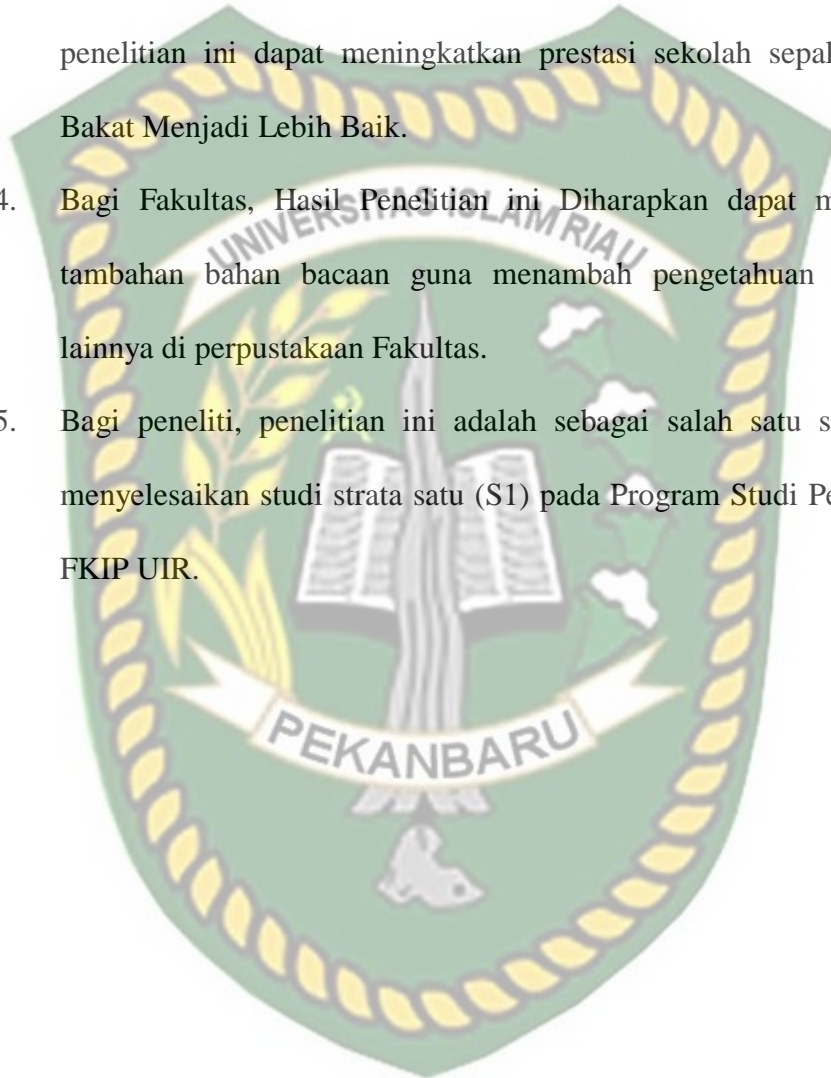 penelitian ini dapat meningkatkan prestasi sekolah
Bakat Menjadi Lebih Baik.
4. Bagi Fakultas, Hasil Penelitian ini Diharapkan dapat
UNIVERSITAS ISLAM RIAU
tambahan bahan bacaan guna menambah pengetahuan
lainnya di perpustakaan Fakultas.
5. Bagi peneliti, penelitian ini adalah sebagai salah satu
menyelesaikan studi strata satu (S1) pada Program Studi
FKIP UIR.
PEKANBARU